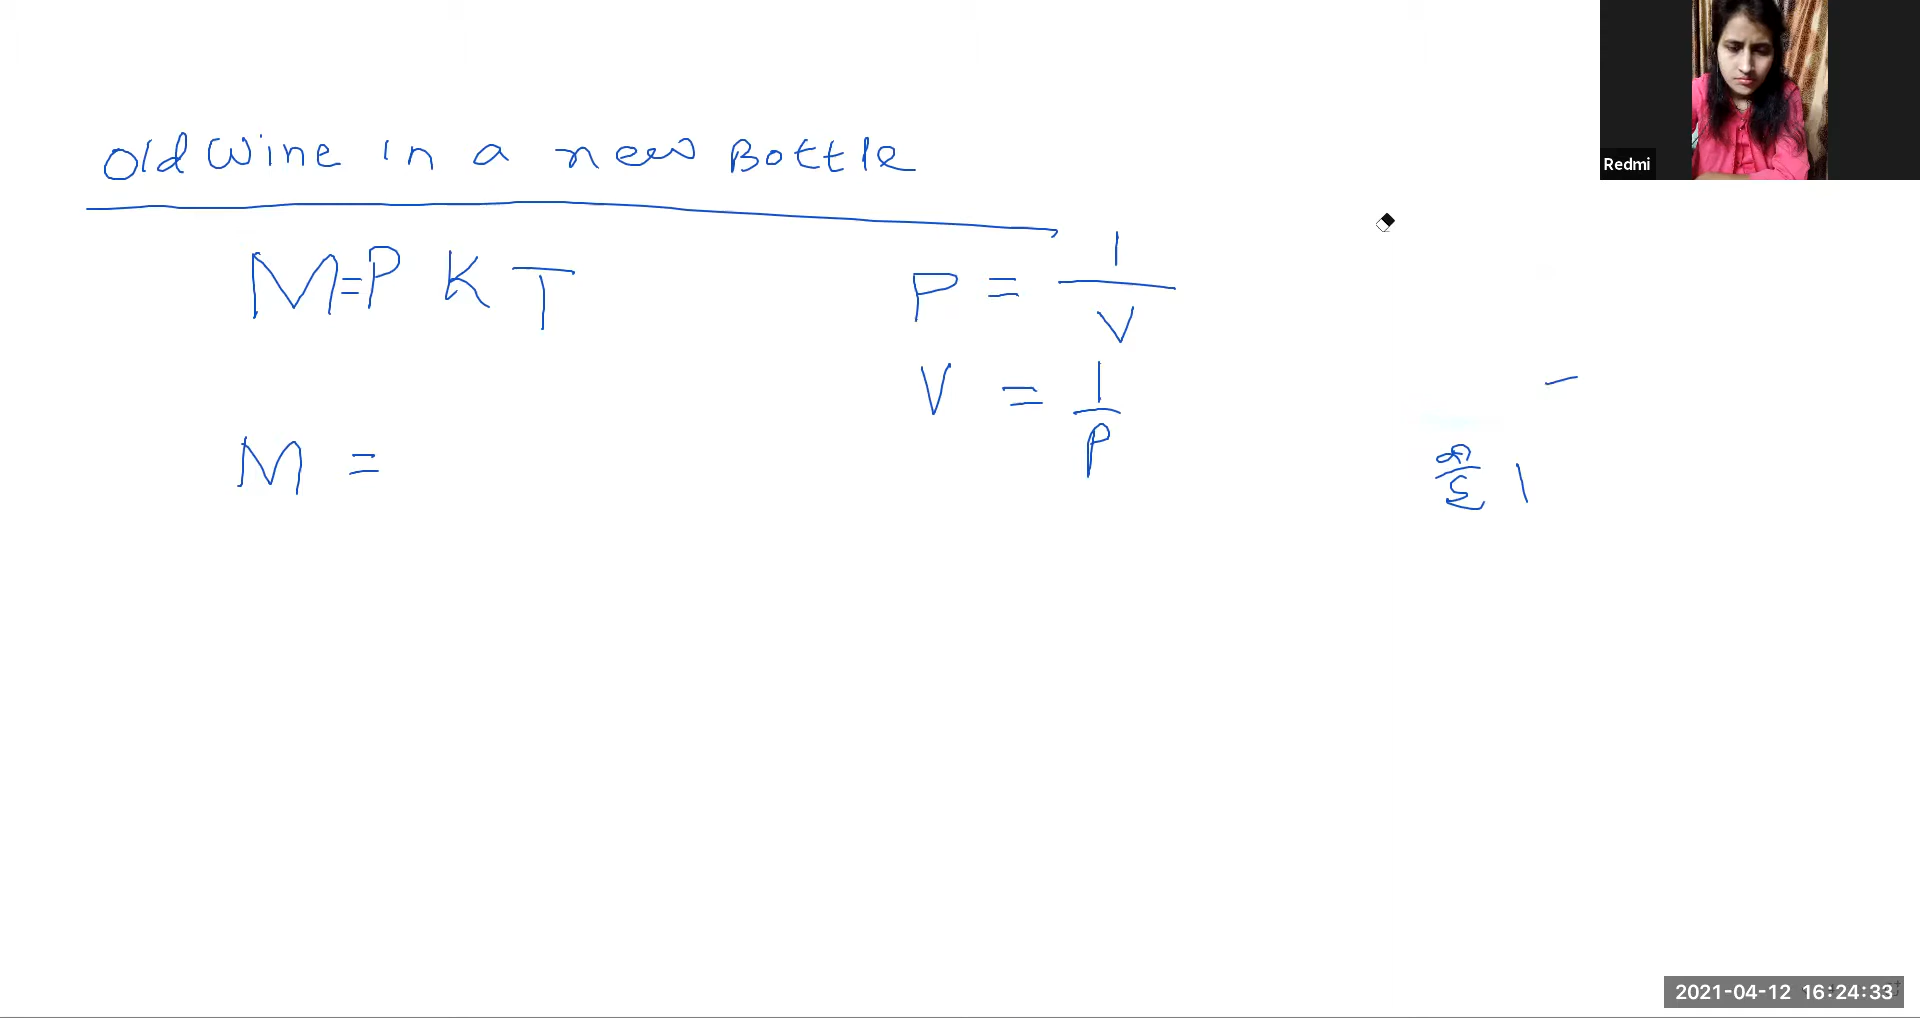 Redmi
Old Wine in a new Bottle
M=P K T
P = 1/V
V = 1/P
M =
2021-04-12 16:24:33